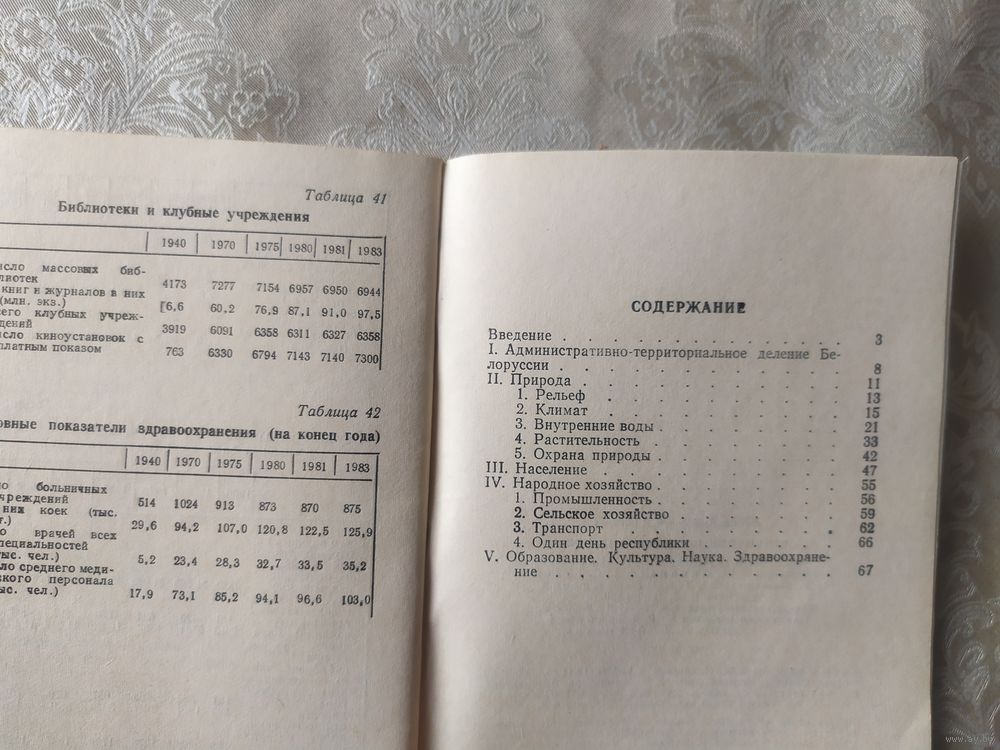 Таблица 41
Библиотеки и клубные учреждения
1940 1970 1975 1980 1981 1983
массовых биб-
4173 7277 7154 6957 6950 6944
книг и журналов в них
(млн. экз.) 60,2 76,9 87,1 91,0 97,5
клубных учреж-
3919 6091 6358 6311 6327 6358
киноустановок с
платным показом 763 6330 6794 7143 7140 7300
Таблица 42
показатели здравоохранения (на конец года)
1940 1970 1975 1980 1981 1983
больничных
514 1024 913 873 870 875
них коек (тыс.
29,6 94,2 107,0 120,8 122,5 125,9
врачей всех
чел.) 5,2 23,4 28,3 32,7 33,5 35,2
среднего меди-
персонала
чел.) 17,9 73,1 85,2 94,1 96,6 103,0
СОДЕРЖАНИЕ
Введение . . . . . . . . . . . . . . 3
I. Административно-территориальное деление Бе-
лоруссии . . . . . . . . . . . . . 8
II. Природа . . . . . . . . . . . . . 11
1. Рельеф . . . . . . . . . . . 13
2. Климат . . . . . . . . . . . 15
3. Внутренние воды . . . . . . . . 21
4. Растительность . . . . . . . . 33
5. Охрана природы . . . . . . . . 42
III. Население . . . . . . . . . . . . 47
IV. Народное хозяйство . . . . . . . . 55
1. Промышленность . . . . . . . . 56
2. Сельское хозяйство . . . . . . . 59
3. Транспорт . . . . . . . . . . 62
4. Один день республики . . . . . . 66
V. Образование. Культура. Наука. Здравоохране-
ние . . . . . . . . . . . . . . 67
www.ay.by